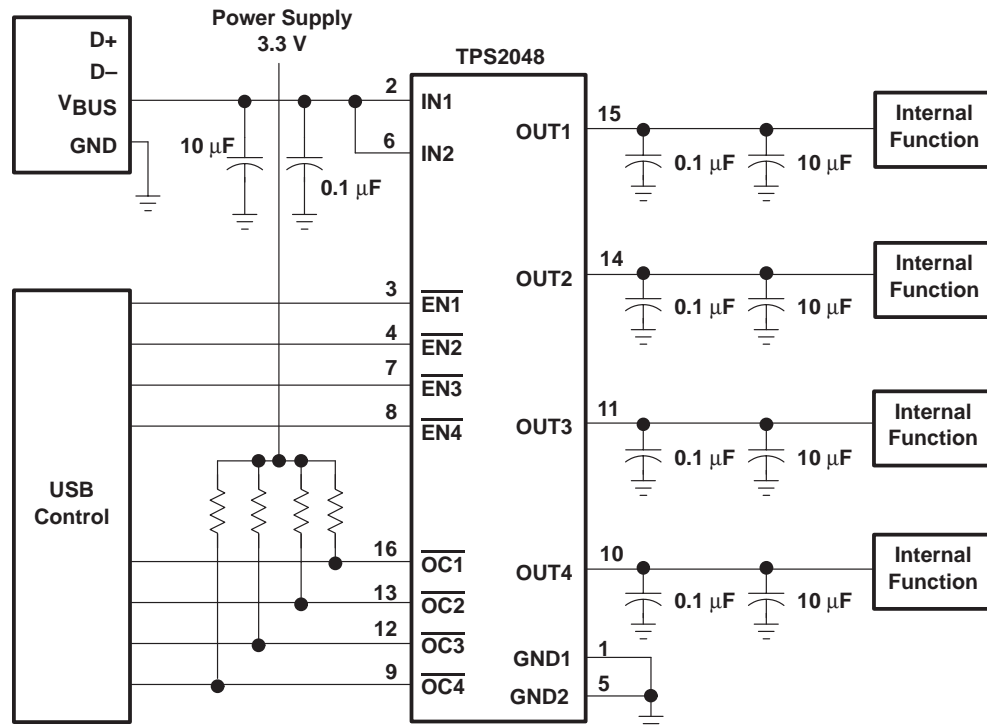 Power Supply
3.3 V
D+
D–
VBUS
GND
10 µF
0.1 µF
TPS2048
2
IN1
6
IN2
3
EN1
4
EN2
7
EN3
8
EN4
USB
Control
16
OC1
13
OC2
12
OC3
9
OC4
15
OUT1
0.1 µF
10 µF
Internal
Function
14
OUT2
0.1 µF
10 µF
Internal
Function
11
OUT3
0.1 µF
10 µF
Internal
Function
10
OUT4
0.1 µF
10 µF
Internal
Function
1
GND1
5
GND2